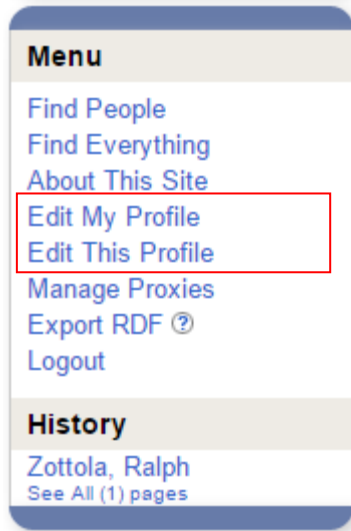 Menu
Find People
Find Everything
About This Site
Edit My Profile
Edit This Profile
Manage Proxies
Export RDF ?
Logout
History
Zottola, Ralph
See All (1) pages